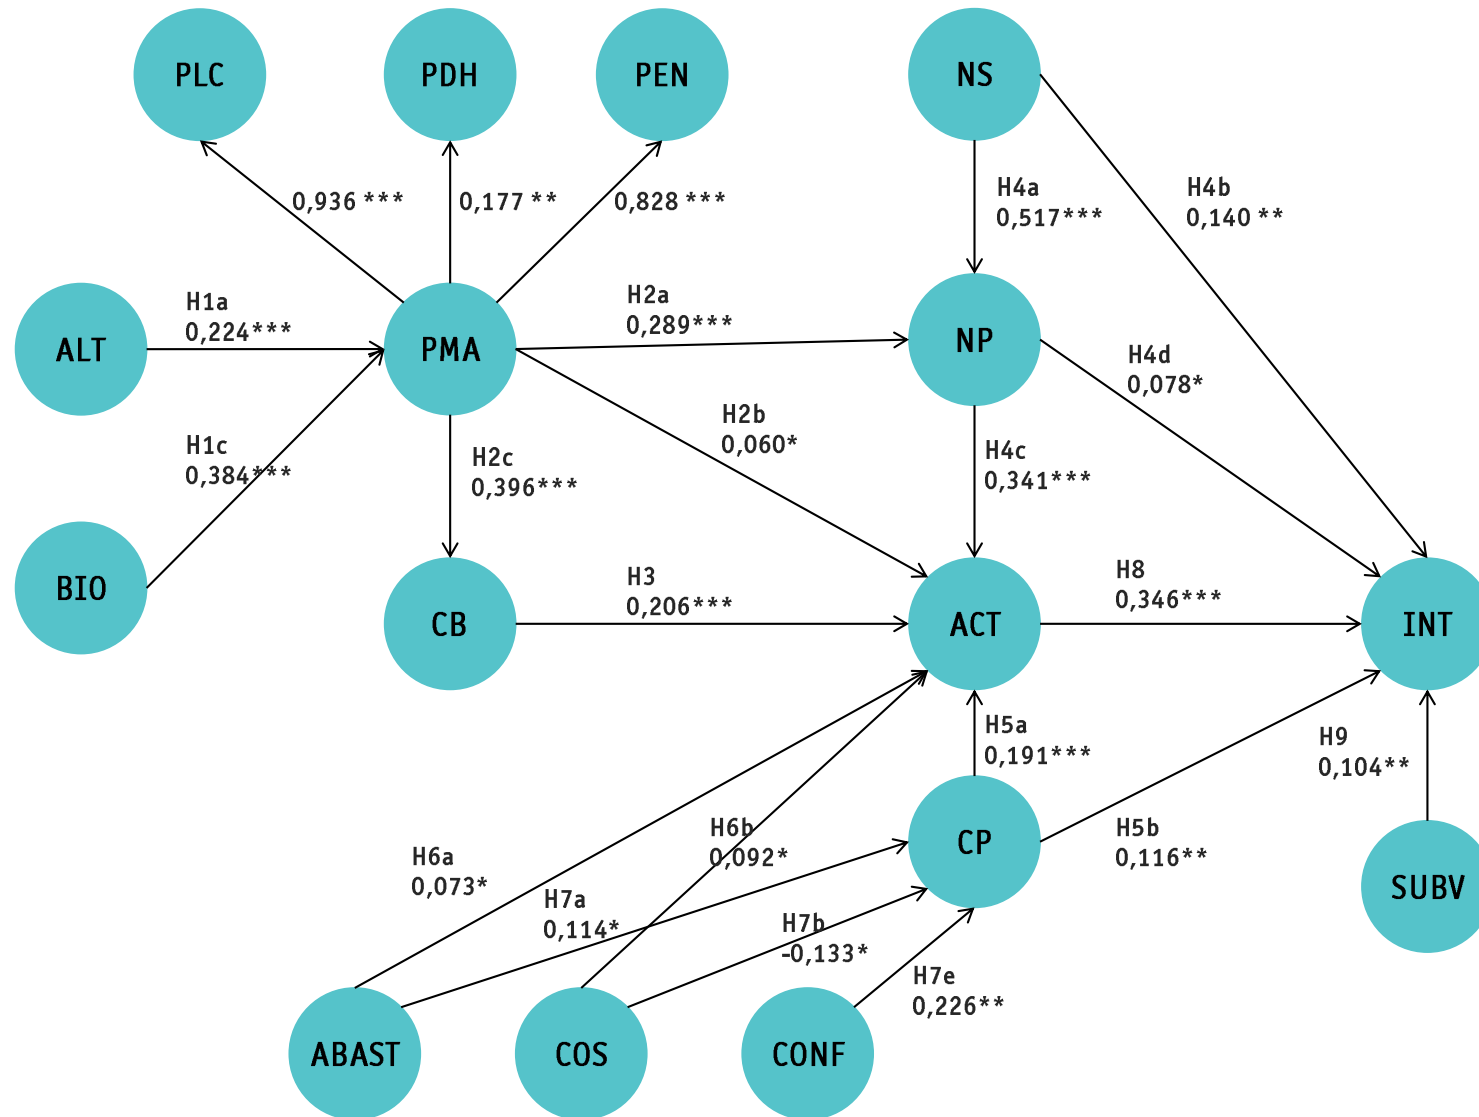 PLC
PDH
PEN
NS
0,936 ***
0,177 **
0,828 ***
H4a
0,517***
H4b
0,140 **
ALT
H1a
0,224***
PMA
H2a
0,289***
NP
H4d
0,078*
H1c
0,384***
H2c
0,396***
H2b
0,060*
H4c
0,341***
BIO
CB
H3
0,206***
ACT
H8
0,346***
INT
H5a
0,191***
H9
0,104**
H6a
0,073*
H6b
0,092*
CP
H5b
0,116**
SUBV
H7a
0,114*
H7b
-0,133*
H7e
0,226**
ABAST
COS
CONF